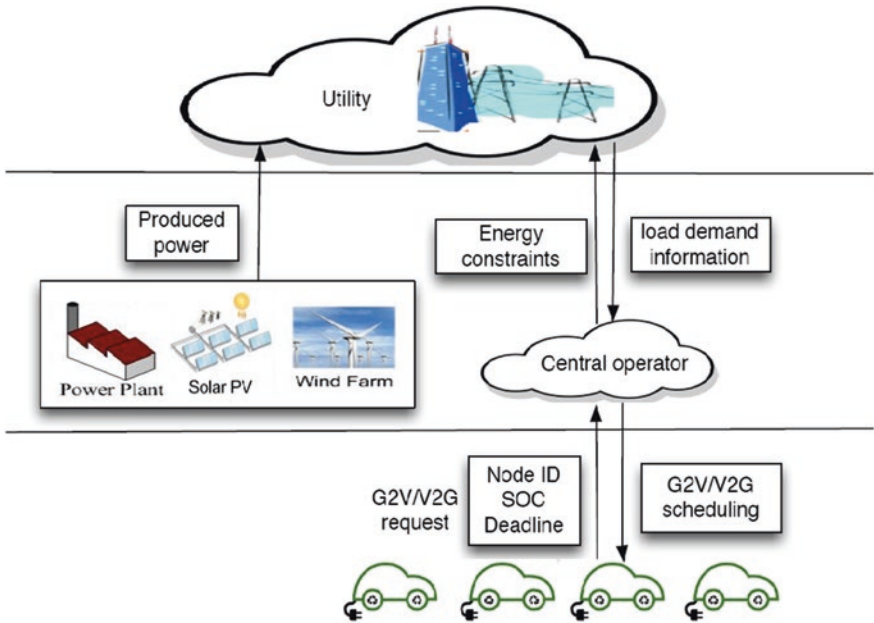 Utility
Produced
power
Energy
constraints
load demand
information
Power Plant
Solar PV
Wind Farm
Central operator
G2V/V2G
request
Node ID
SOC
Deadline
G2V/V2G
scheduling